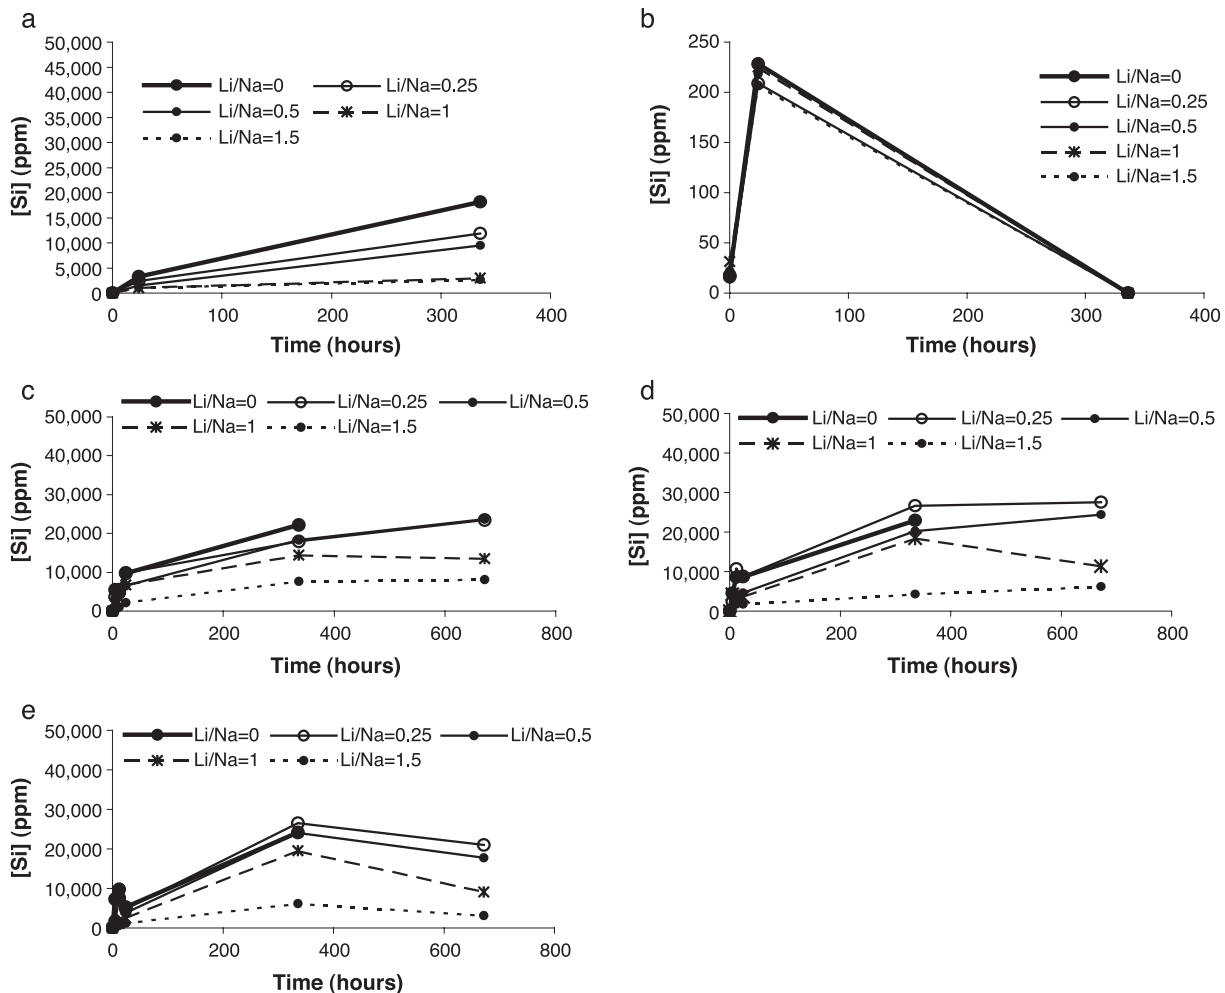 a
50,000
45,000
40,000
35,000
30,000
25,000
20,000
15,000
10,000
5,000
0
[Si] (ppm)
Li/Na=0 Li/Na=0.25
Li/Na=0.5 Li/Na=1
Li/Na=1.5
0 100 200 300 400
Time (hours)
b
250
200
150
100
50
0
[Si] (ppm)
Li/Na=0
Li/Na=0.25
Li/Na=0.5
Li/Na=1
Li/Na=1.5
0 100 200 300 400
Time (hours)
c
Li/Na=0 Li/Na=0.25 Li/Na=0.5
Li/Na=1 Li/Na=1.5
50,000
40,000
30,000
20,000
10,000
0
[Si] (ppm)
0 200 400 600 800
Time (hours)
d
Li/Na=0 Li/Na=0.25 Li/Na=0.5
Li/Na=1 Li/Na=1.5
50,000
40,000
30,000
20,000
10,000
0
[Si] (ppm)
0 200 400 600 800
Time (hours)
e
Li/Na=0 Li/Na=0.25 Li/Na=0.5
Li/Na=1 Li/Na=1.5
50,000
40,000
30,000
20,000
10,000
0
[Si] (ppm)
0 200 400 600 800
Time (hours)